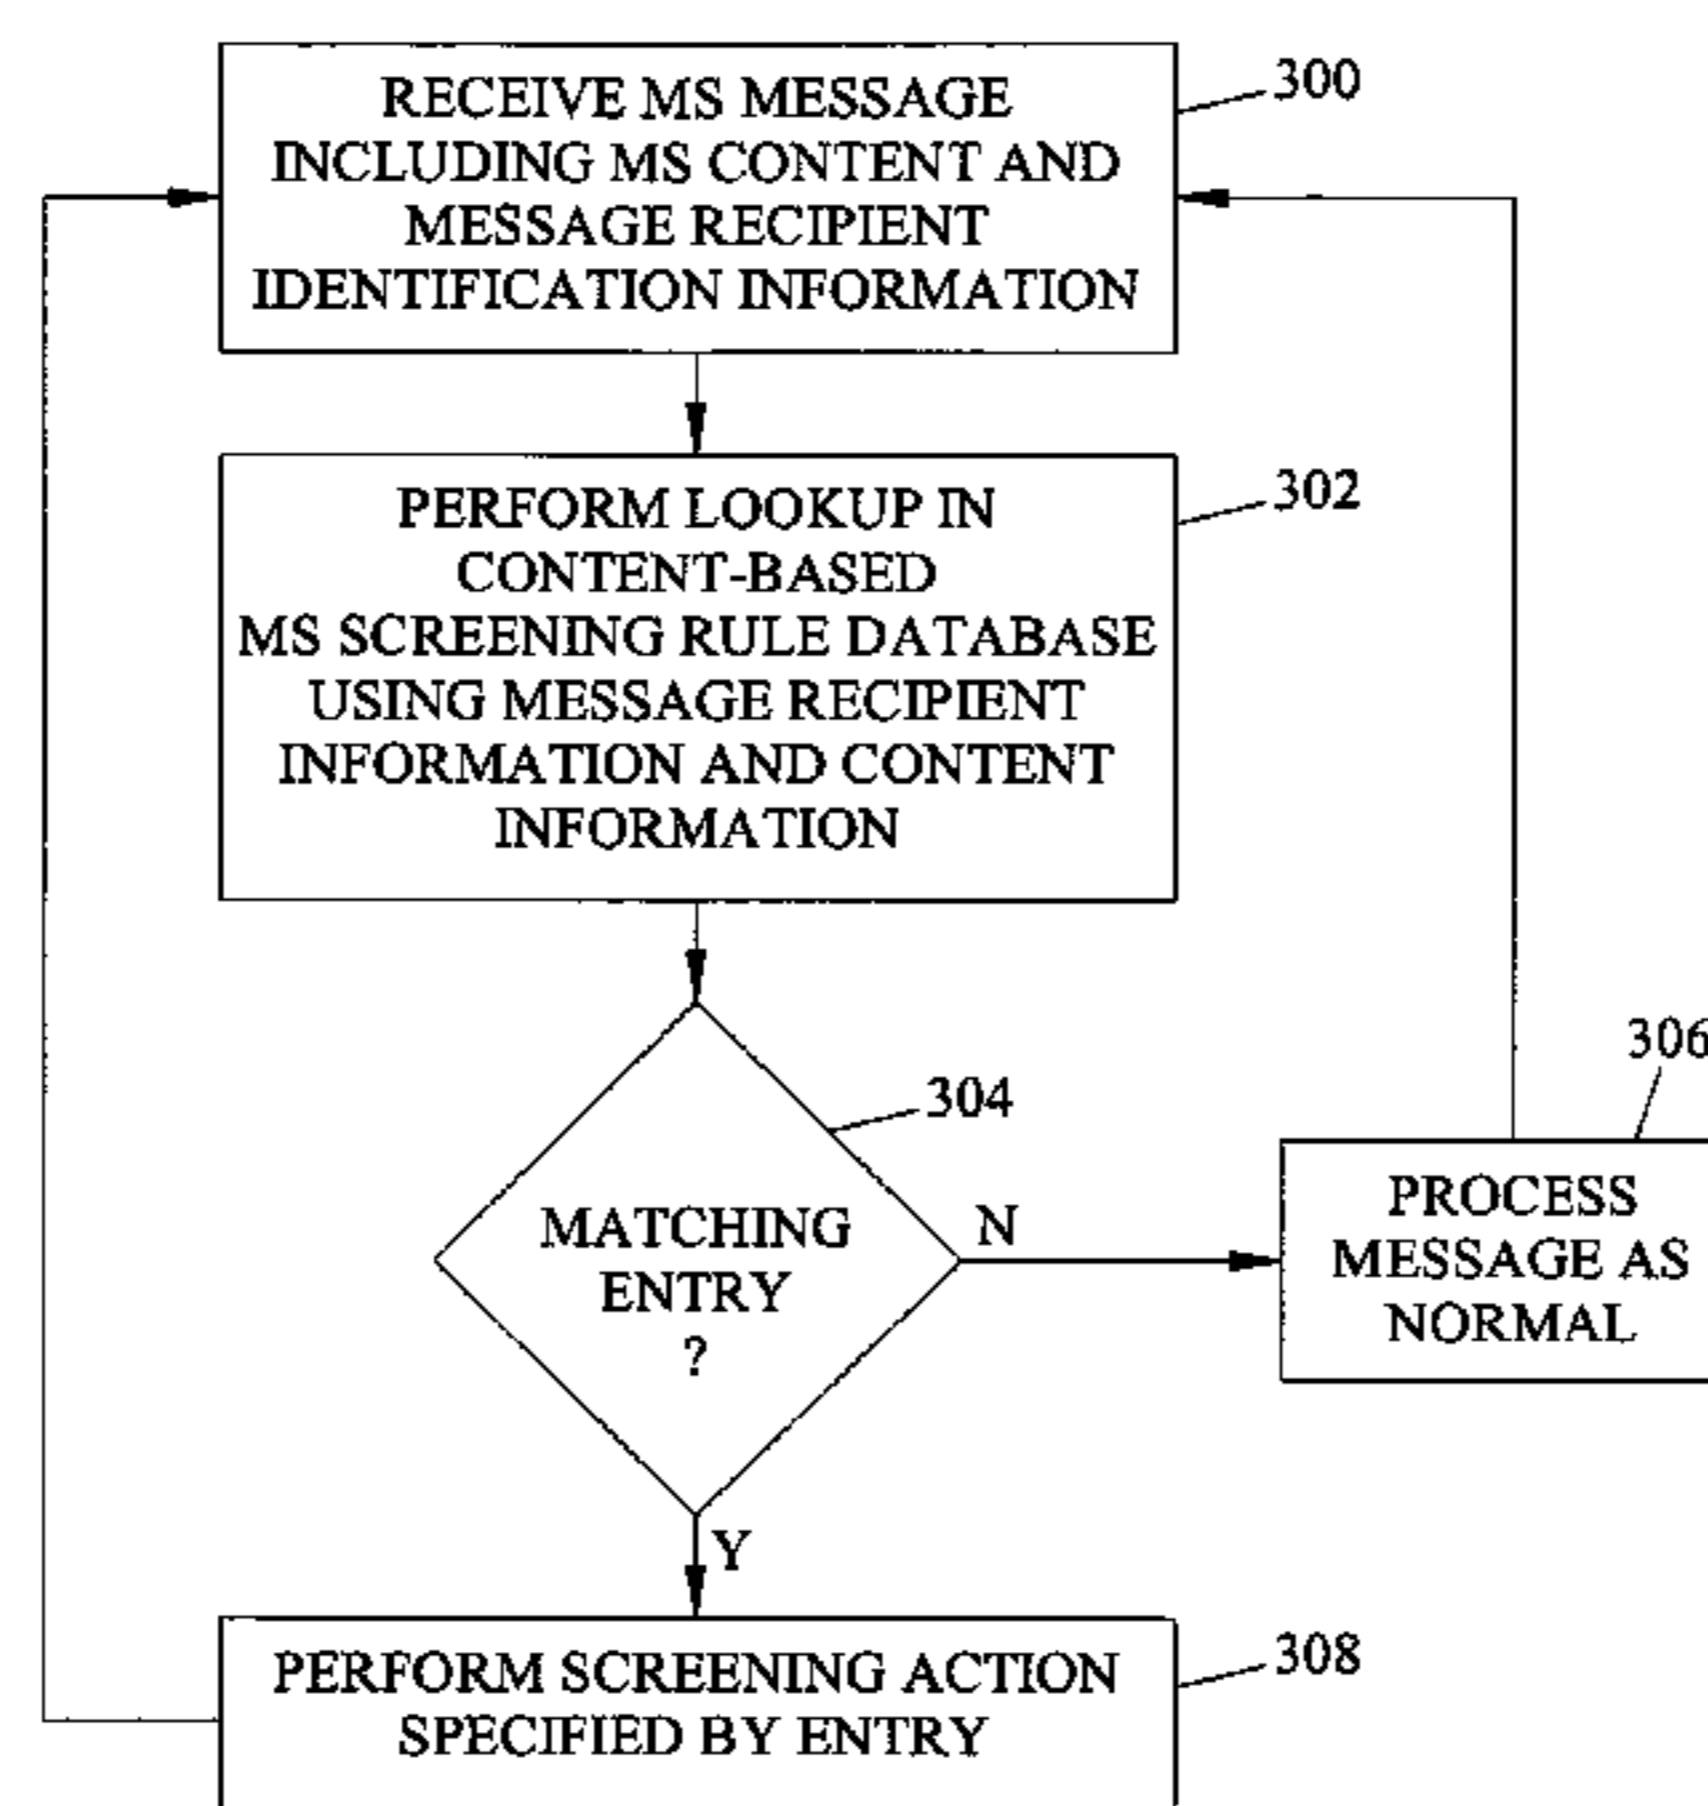 RECEIVE MS MESSAGE
INCLUDING MS CONTENT AND
MESSAGE RECIPIENT
IDENTIFICATION INFORMATION
300
PERFORM LOOKUP IN
CONTENT-BASED
MS SCREENING RULE DATABASE
USING MESSAGE RECIPIENT
INFORMATION AND CONTENT
INFORMATION
302
304
MATCHING
ENTRY
?
N
306
PROCESS
MESSAGE AS
NORMAL
Y
PERFORM SCREENING ACTION
SPECIFIED BY ENTRY
308